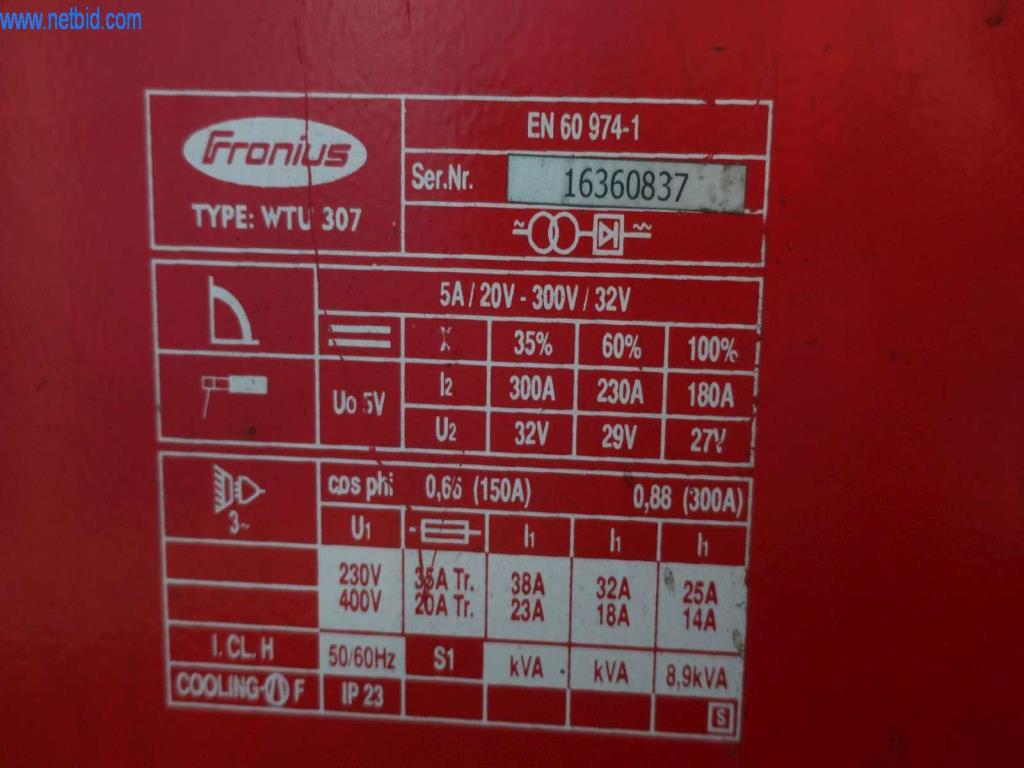 www.netbid.com
Fronius
TYPE: WTU 307
EN 60 974-1
Ser.Nr. 16360837
5A / 20V - 300V / 32V
X 35% 60% 100%
I2 300A 230A 180A
Uo 5V
U2 32V 29V 27V
3~
cos phi 0,66 (150A) 0,88 (300A)
U1 I1 I1 I1
230V 35A Tr. 38A 32A 25A
400V 20A Tr. 23A 18A 14A
I. CL. H 50/60Hz S1 kVA kVA 8,9kVA
COOLING- F IP 23 S